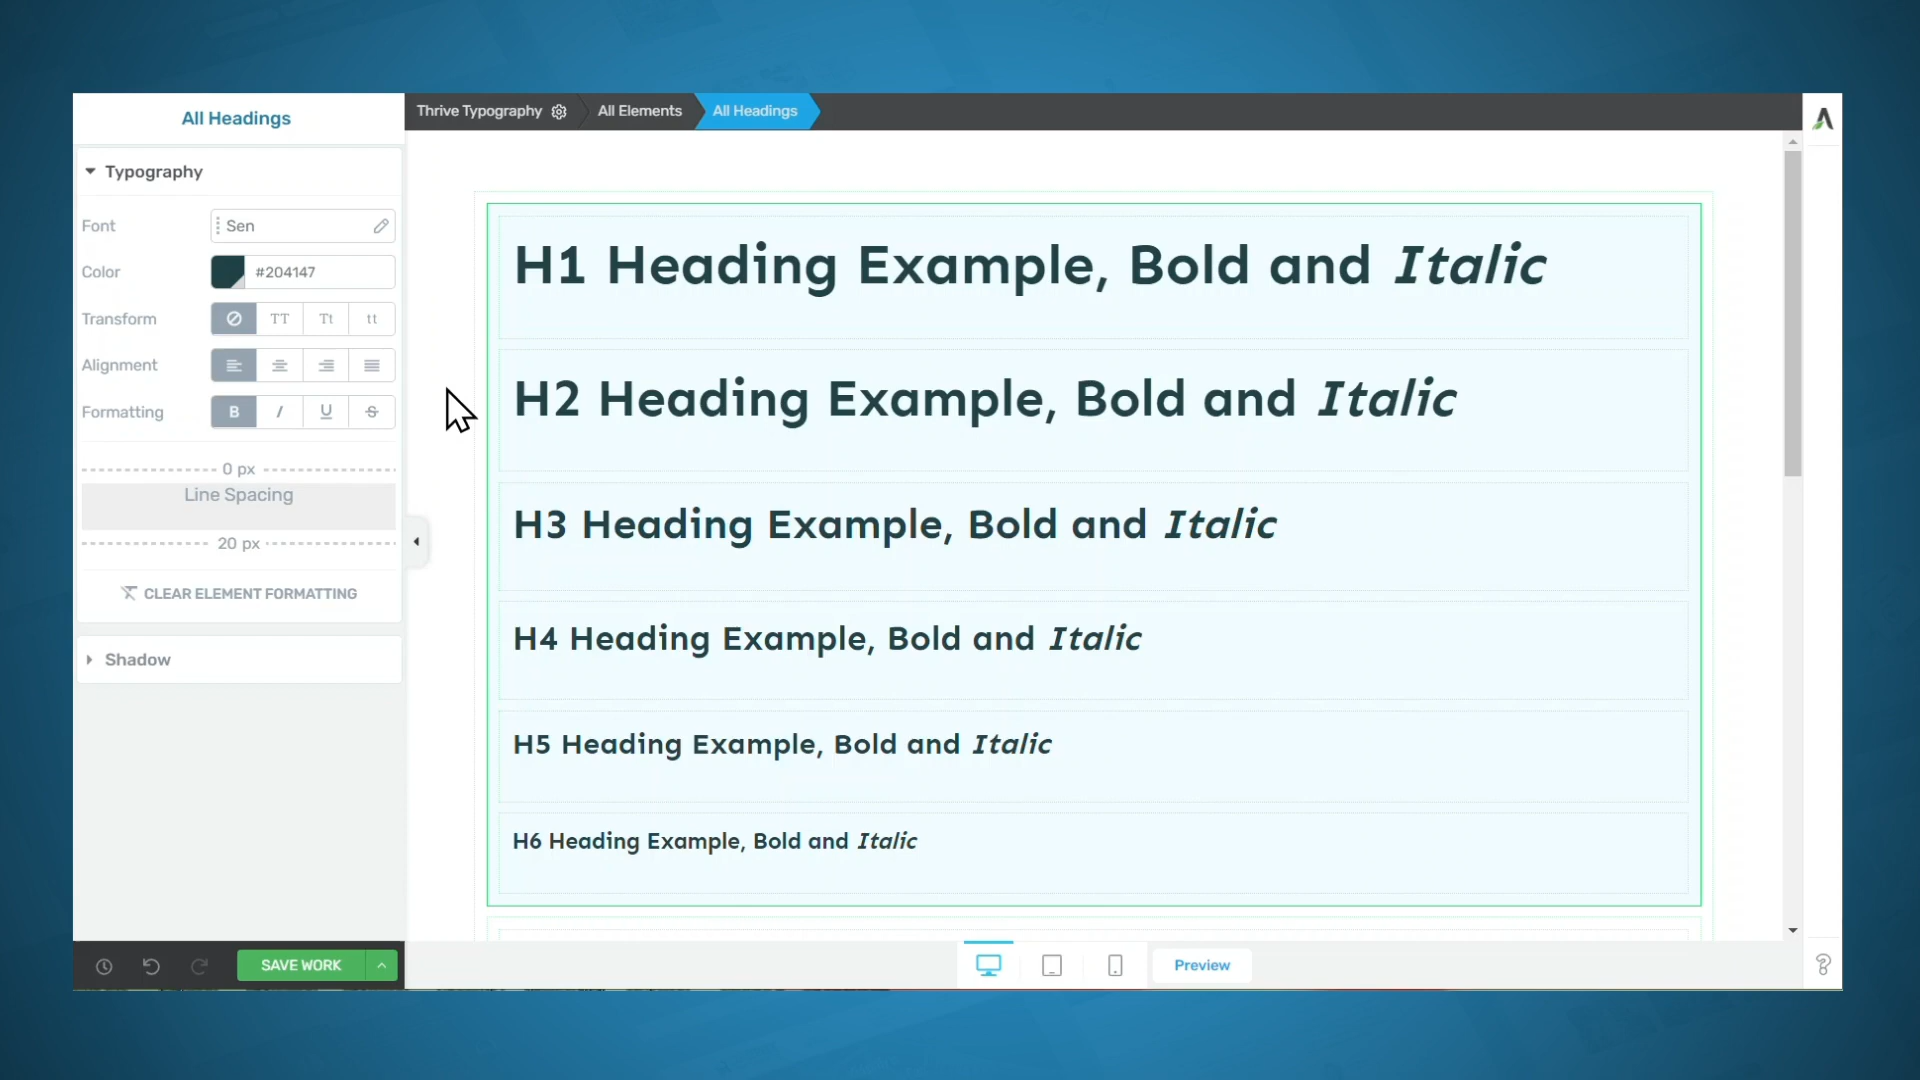 All Headings
Thrive Typography
All Elements
All Headings
Typography
Font
Sen
Color
#204147
Transform
TT
Tt
tt
Alignment
Formatting
B
I
U
S
0 px
Line Spacing
20 px
CLEAR ELEMENT FORMATTING
Shadow
H1 Heading Example, Bold and Italic
H2 Heading Example, Bold and Italic
H3 Heading Example, Bold and Italic
H4 Heading Example, Bold and Italic
H5 Heading Example, Bold and Italic
H6 Heading Example, Bold and Italic
SAVE WORK
Preview